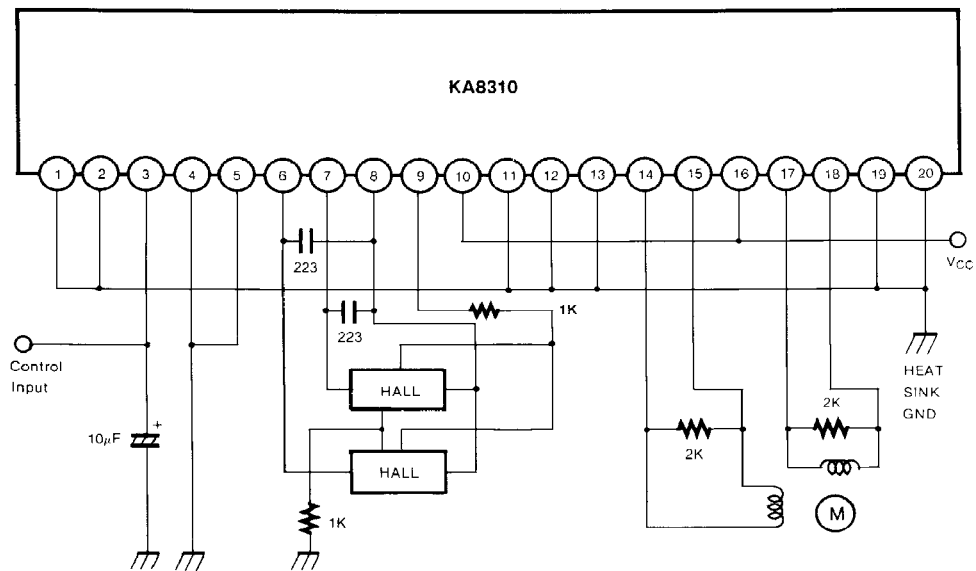 KA8310
1 2 3 4 5 6 7 8 9 10 11 12 13 14 15 16 17 18 19 20
223
VCC
223
1K
Control
Input
HALL
HEAT
SINK
GND
2K
10μF
+
2K
HALL
1K
M